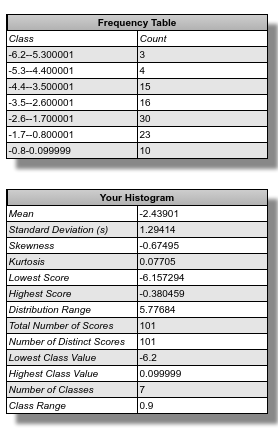 Frequency Table
Class Count
-6.2--5.300001 3
-5.3--4.400001 4
-4.4--3.500001 15
-3.5--2.600001 16
-2.6--1.700001 30
-1.7--0.800001 23
-0.8-0.099999 10
Your Histogram
Mean -2.43901
Standard Deviation (s) 1.29414
Skewness -0.67495
Kurtosis 0.07705
Lowest Score -6.157294
Highest Score -0.380459
Distribution Range 5.77684
Total Number of Scores 101
Number of Distinct Scores 101
Lowest Class Value -6.2
Highest Class Value 0.099999
Number of Classes 7
Class Range 0.9